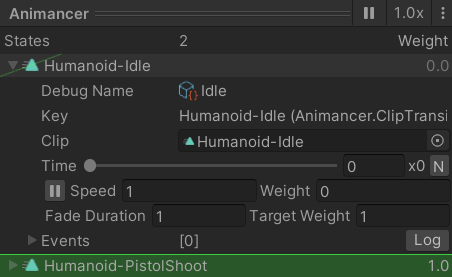 Animancer 1.0x
States 2 Weight
Humanoid-Idle 0.0
Debug Name Idle
Key Humanoid-Idle (Animancer.ClipTransi
Clip Humanoid-Idle
Time 0 x0 N
Speed 1 Weight 0
Fade Duration 1 Target Weight 1
Events [0] Log
Humanoid-PistolShoot 1.0